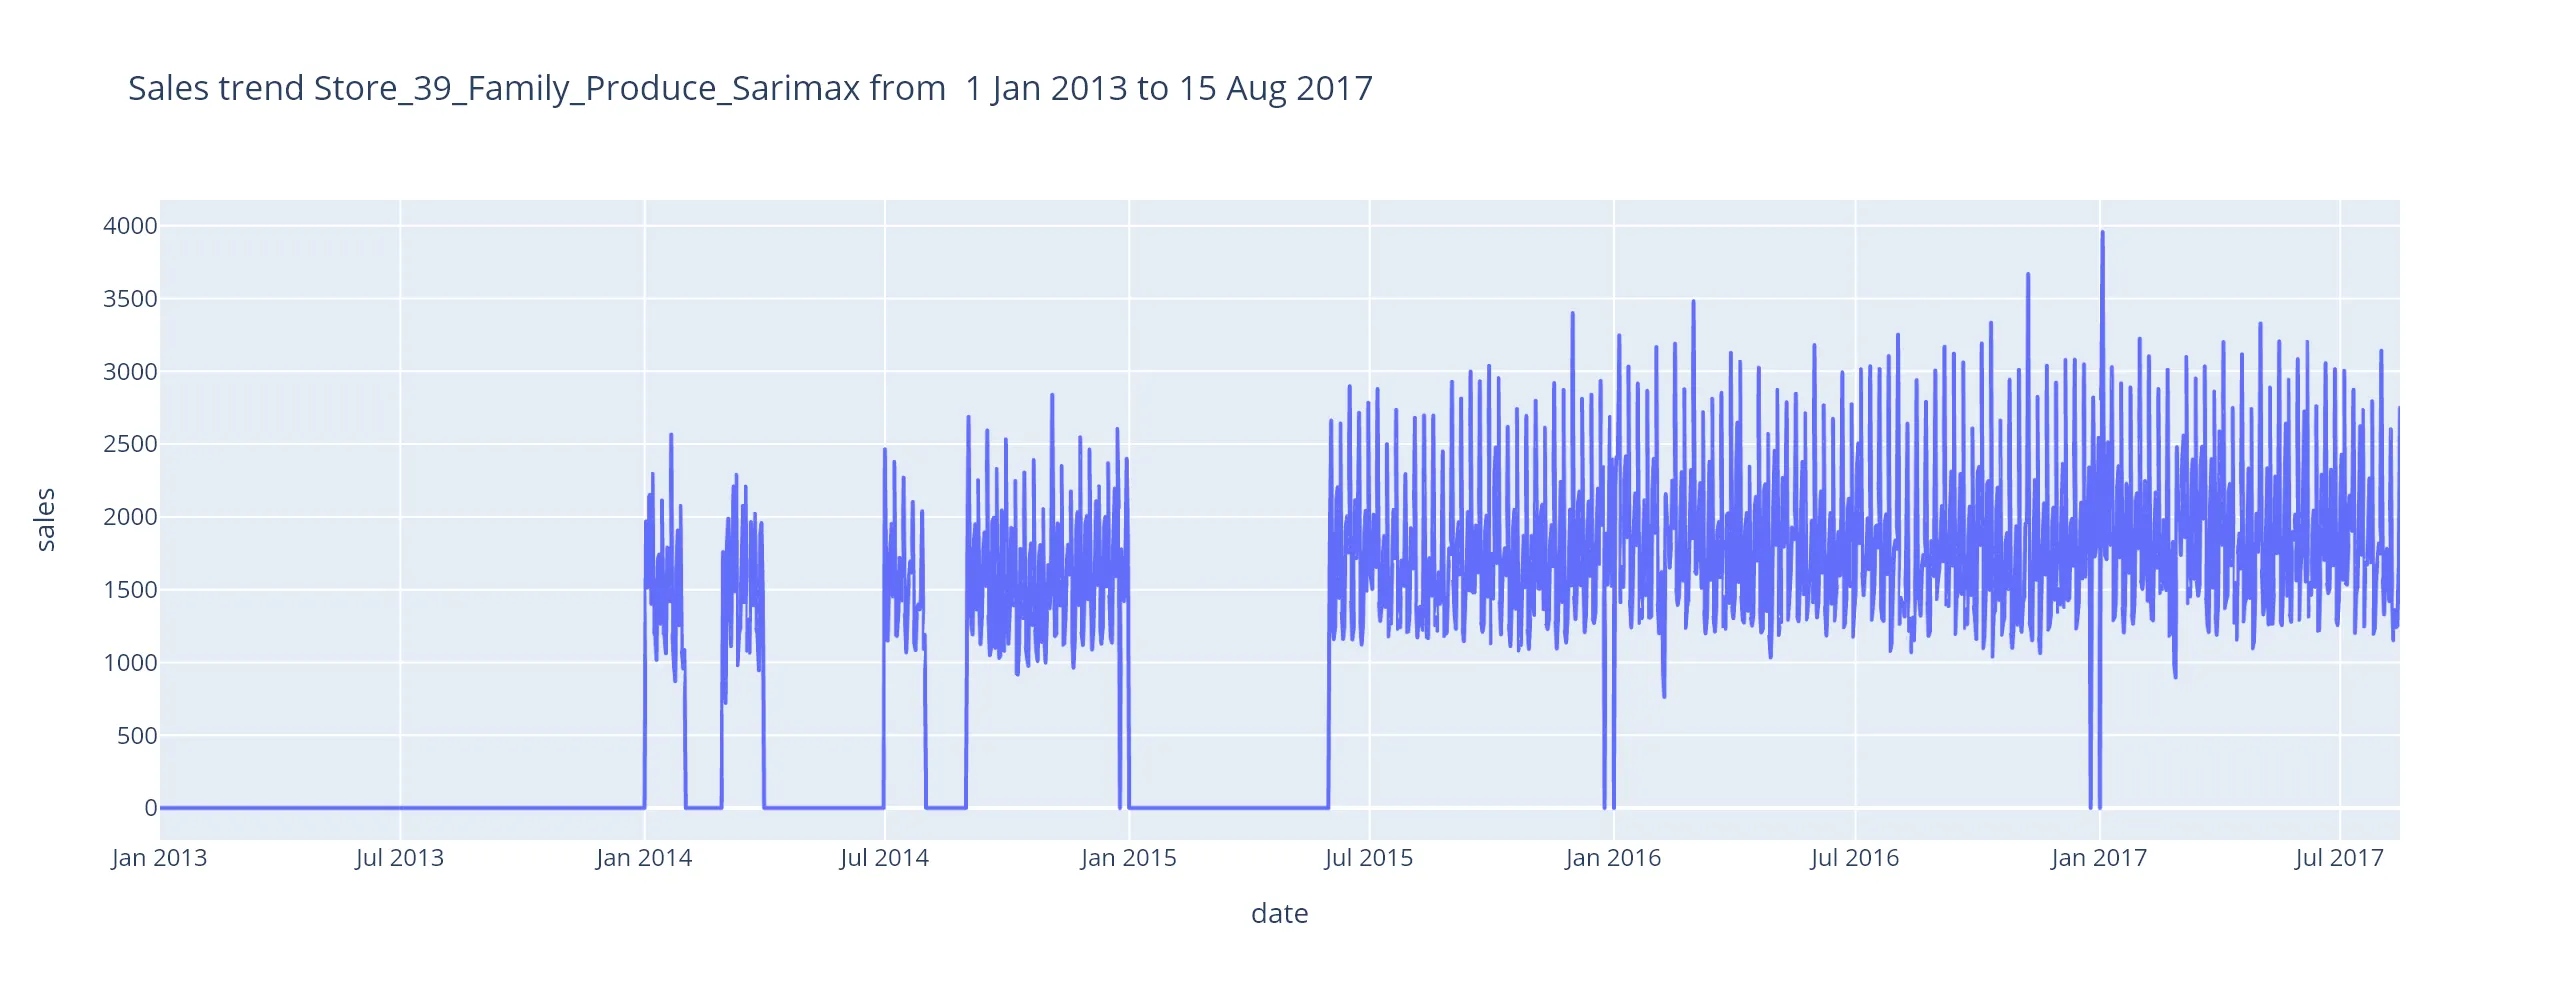 Sales trend Store_39_Family_Produce_Sarimax from  1 Jan 2013 to 15 Aug 2017
4000
3500
3000
2500
2000
1500
1000
500
0
sales
Jan 2013 Jul 2013 Jan 2014 Jul 2014 Jan 2015 Jul 2015 Jan 2016 Jul 2016 Jan 2017 Jul 2017
date